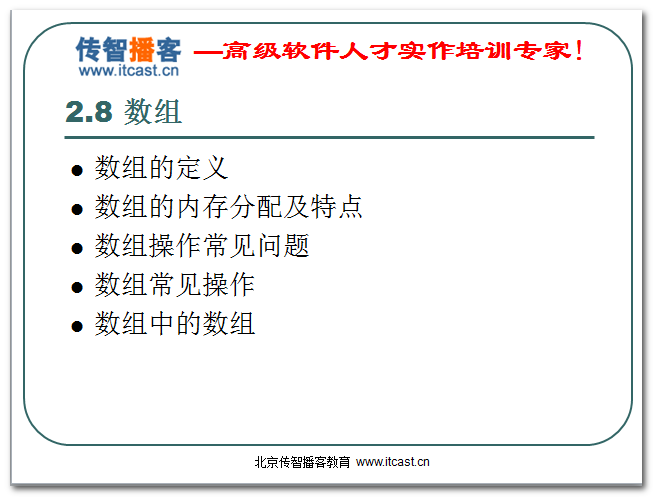 传智播客 —高级软件人才实作培训专家!
www.itcast.cn
2.8 数组
● 数组的定义
● 数组的内存分配及特点
● 数组操作常见问题
● 数组常见操作
● 数组中的数组
北京传智播客教育 www.itcast.cn